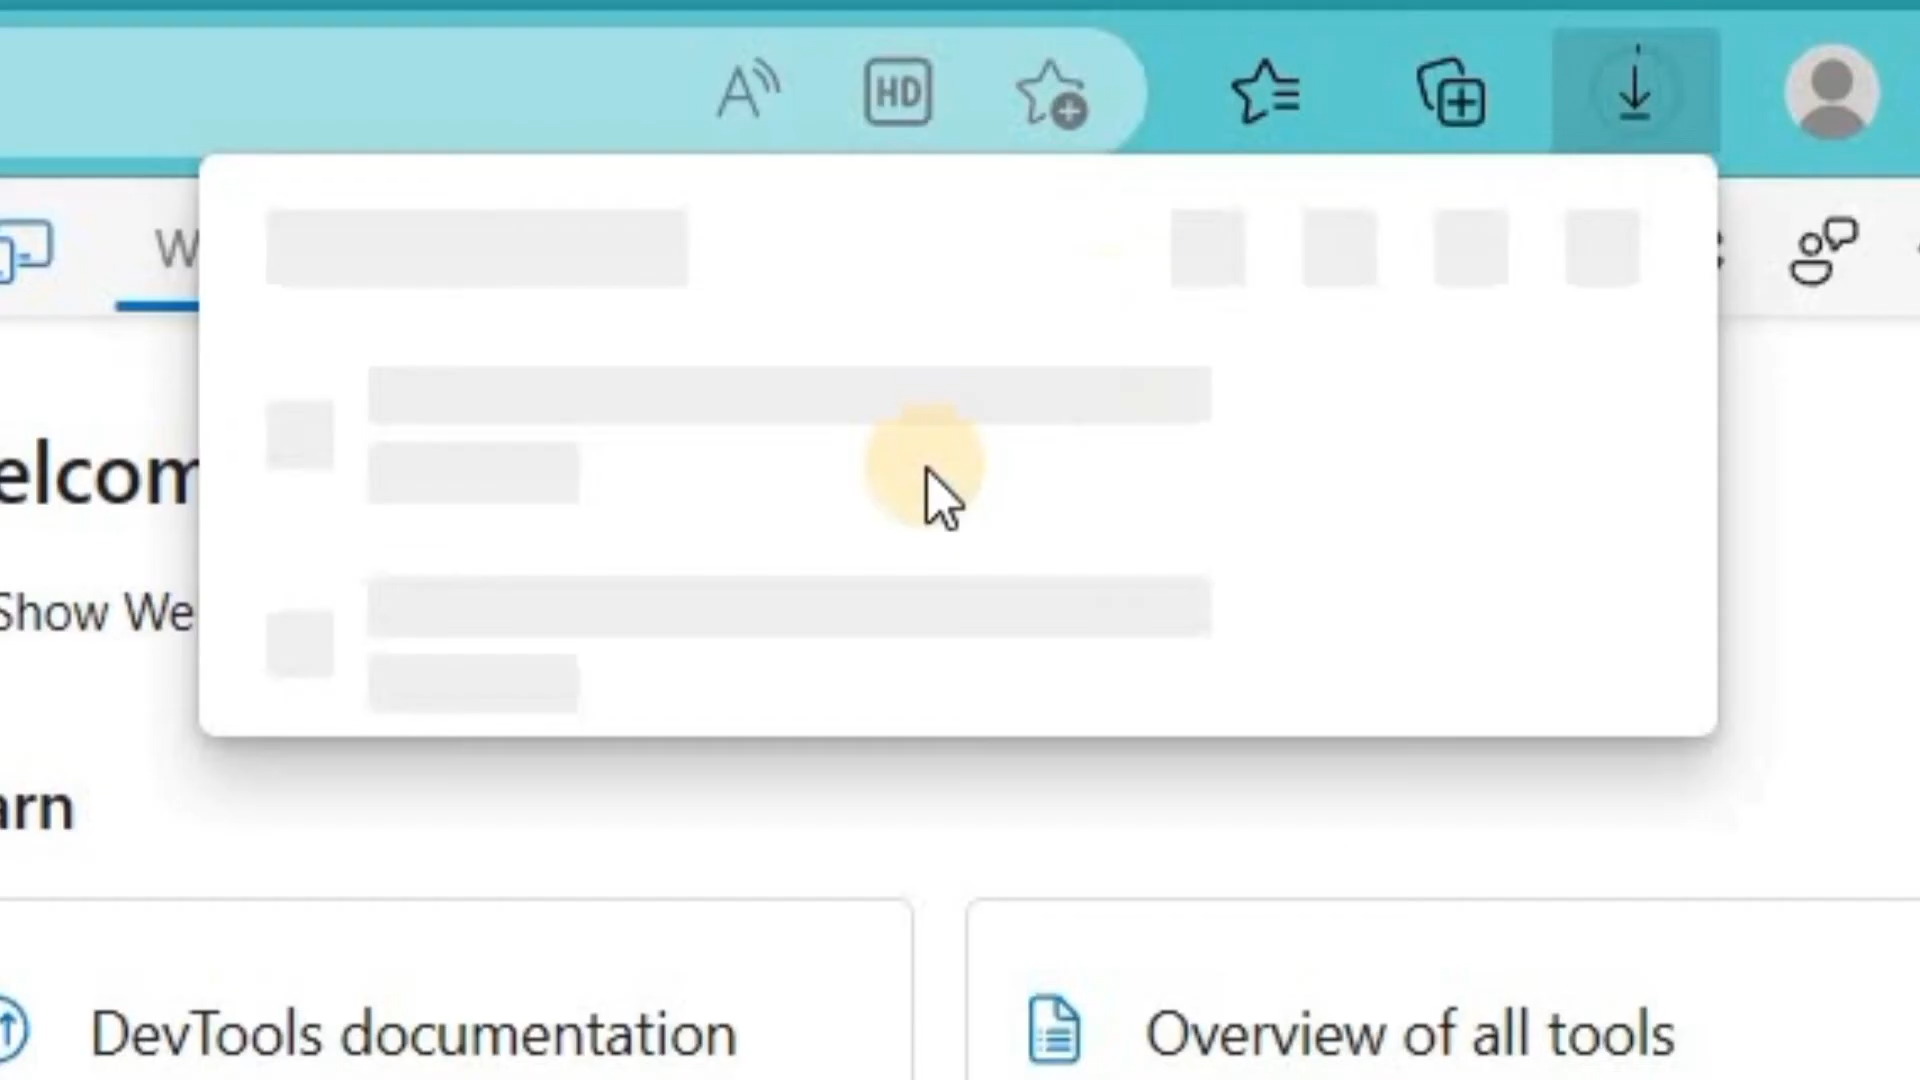 A
HD
W
elcom
Show We
arn
DevTools documentation
Overview of all tools